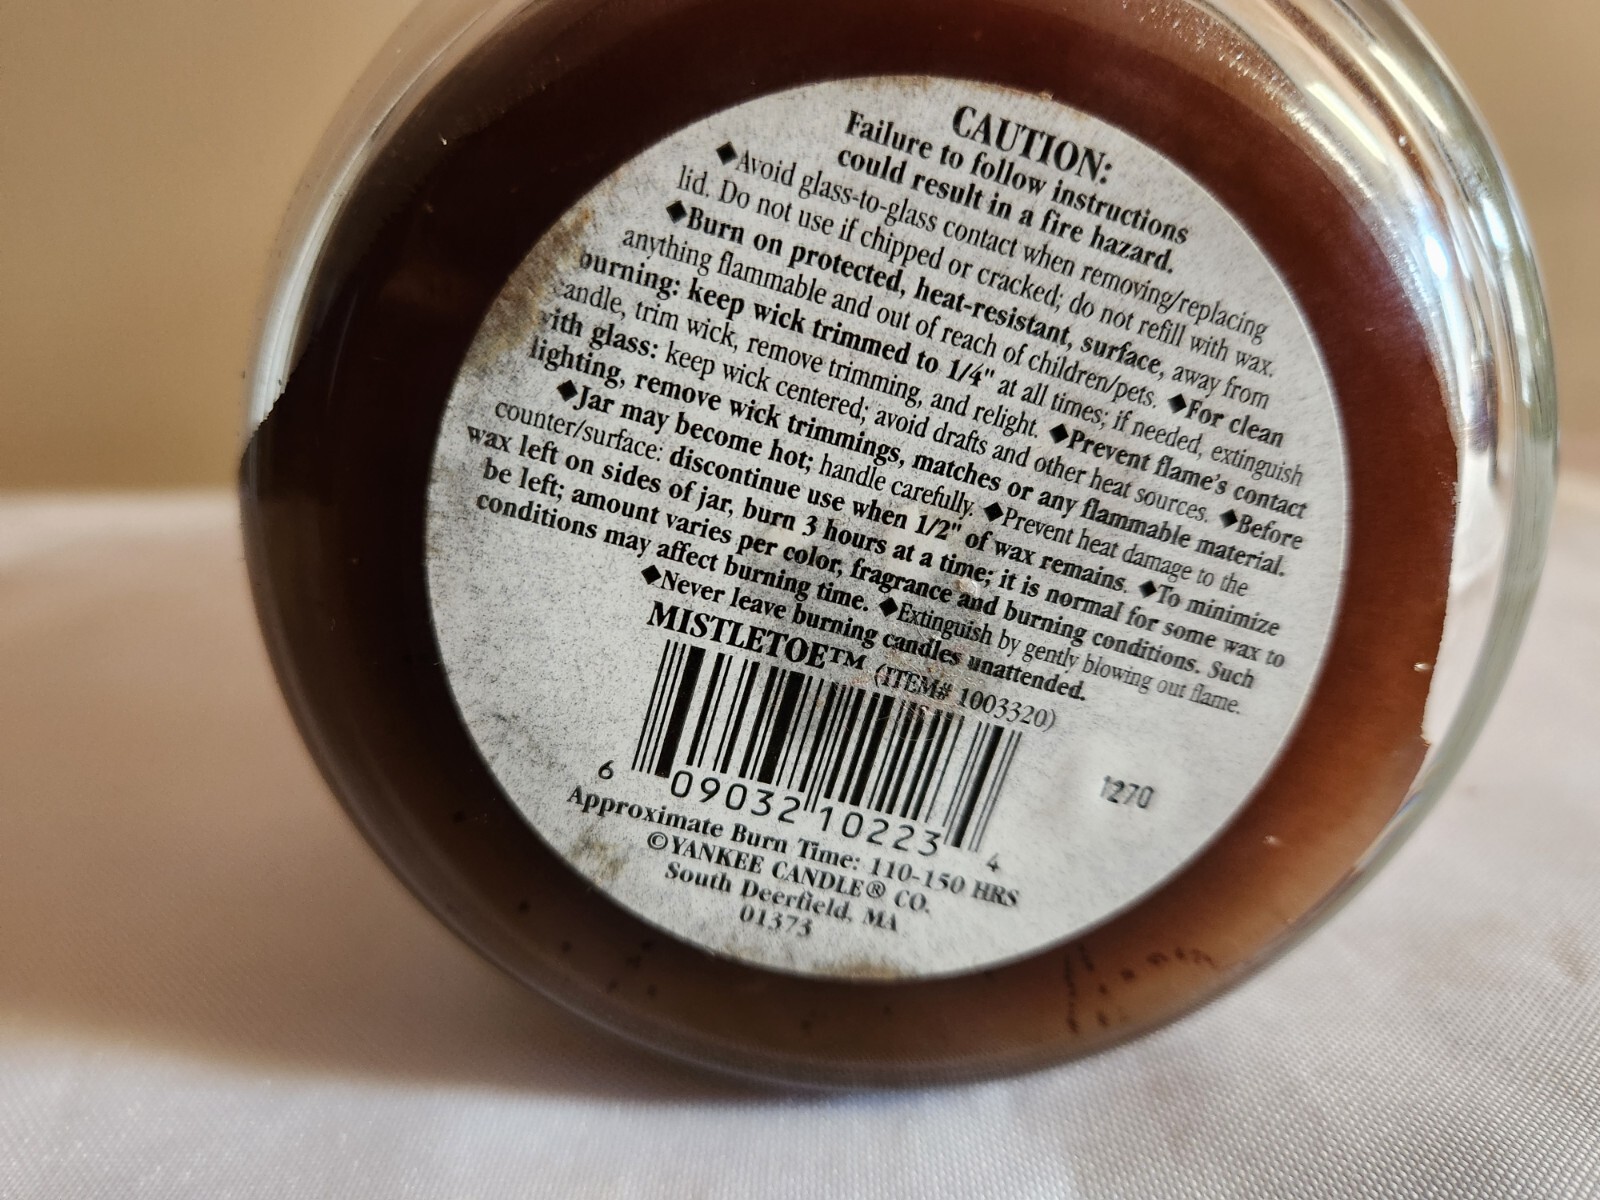 CAUTION:
Failure to follow instructions
could result in a fire hazard.
◆Avoid glass-to-glass contact when removing/replacing
lid. Do not use if chipped or cracked; do not refill with wax.
◆Burn on protected, heat-resistant, surface, away from
anything flammable and out of reach of children/pets. ◆For clean
burning: keep wick trimmed to 1/4" at all times; if needed, extinguish
candle, trim wick, remove trimming, and relight. ◆Prevent flame's contact
with glass: keep wick centered; avoid drafts and other heat sources. ◆Before
lighting, remove wick trimmings, matches or any flammable material.
◆Jar may become hot; handle carefully. ◆Prevent heat damage to the
counter/surface: discontinue use when 1/2" of wax remains. ◆To minimize
wax left on sides of jar, burn 3 hours at a time; it is normal for some wax to
be left; amount varies per color, fragrance and burning conditions. Such
conditions may affect burning time. ◆Extinguish by gently blowing out flame.
◆Never leave burning candles unattended.
MISTLETOE™ (ITEM# 1003320)
6 09032 10223 4
1270
Approximate Burn Time: 110-150 HRS
©YANKEE CANDLE® CO.
South Deerfield, MA
01373